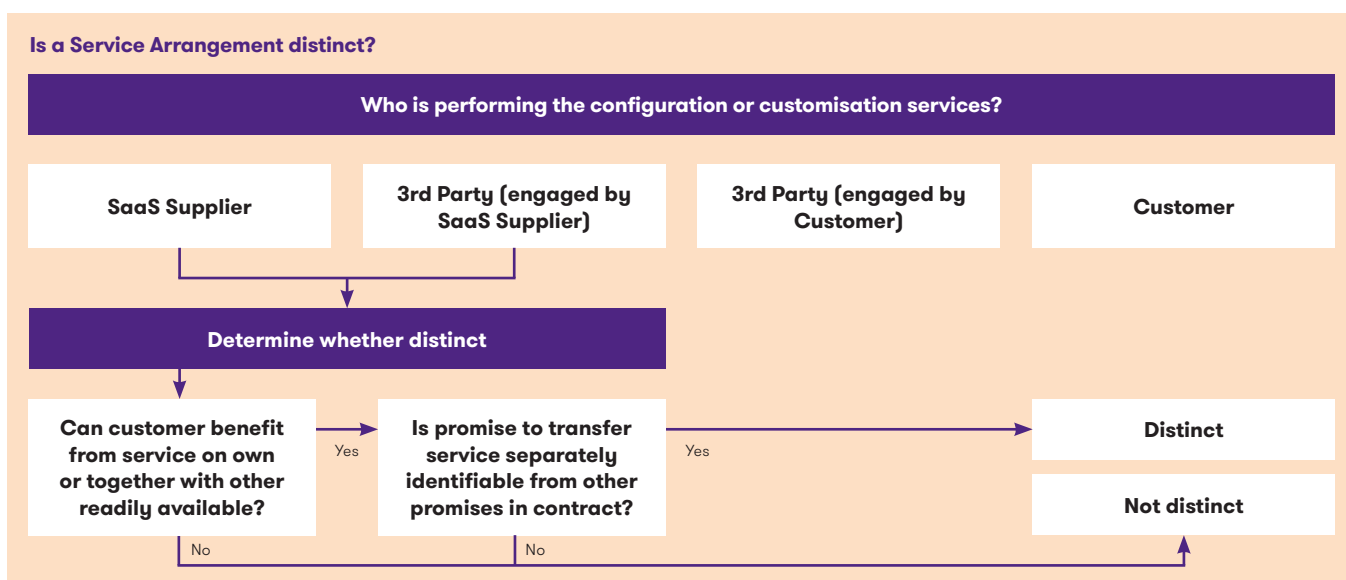 Is a Service Arrangement distinct?
Who is performing the configuration or customisation services?
SaaS Supplier
3rd Party (engaged by
SaaS Supplier)
3rd Party (engaged by
Customer)
Customer
Determine whether distinct
Can customer benefit
from service on own
or together with other
readily available?
Yes
Is promise to transfer
service separately
identifiable from other
promises in contract?
Yes
Distinct
Not distinct
No
No